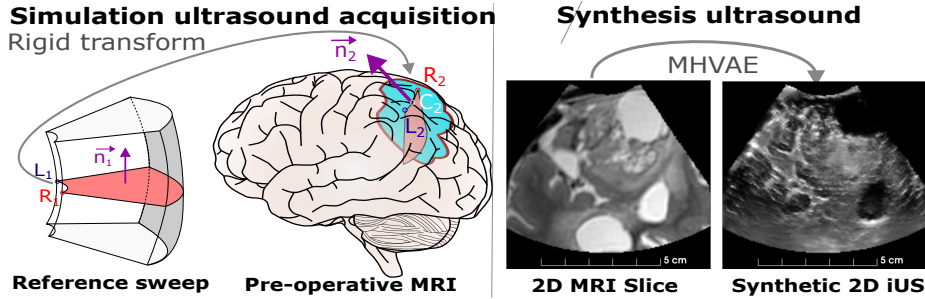 Simulation ultrasound acquisition
Rigid transform
n₂
R₂
C₂
L₂
n₁
L₁
R₁
Reference sweep
Pre-operative MRI
Synthesis ultrasound
MHVAE
5 cm
5 cm
2D MRI Slice
Synthetic 2D iUS